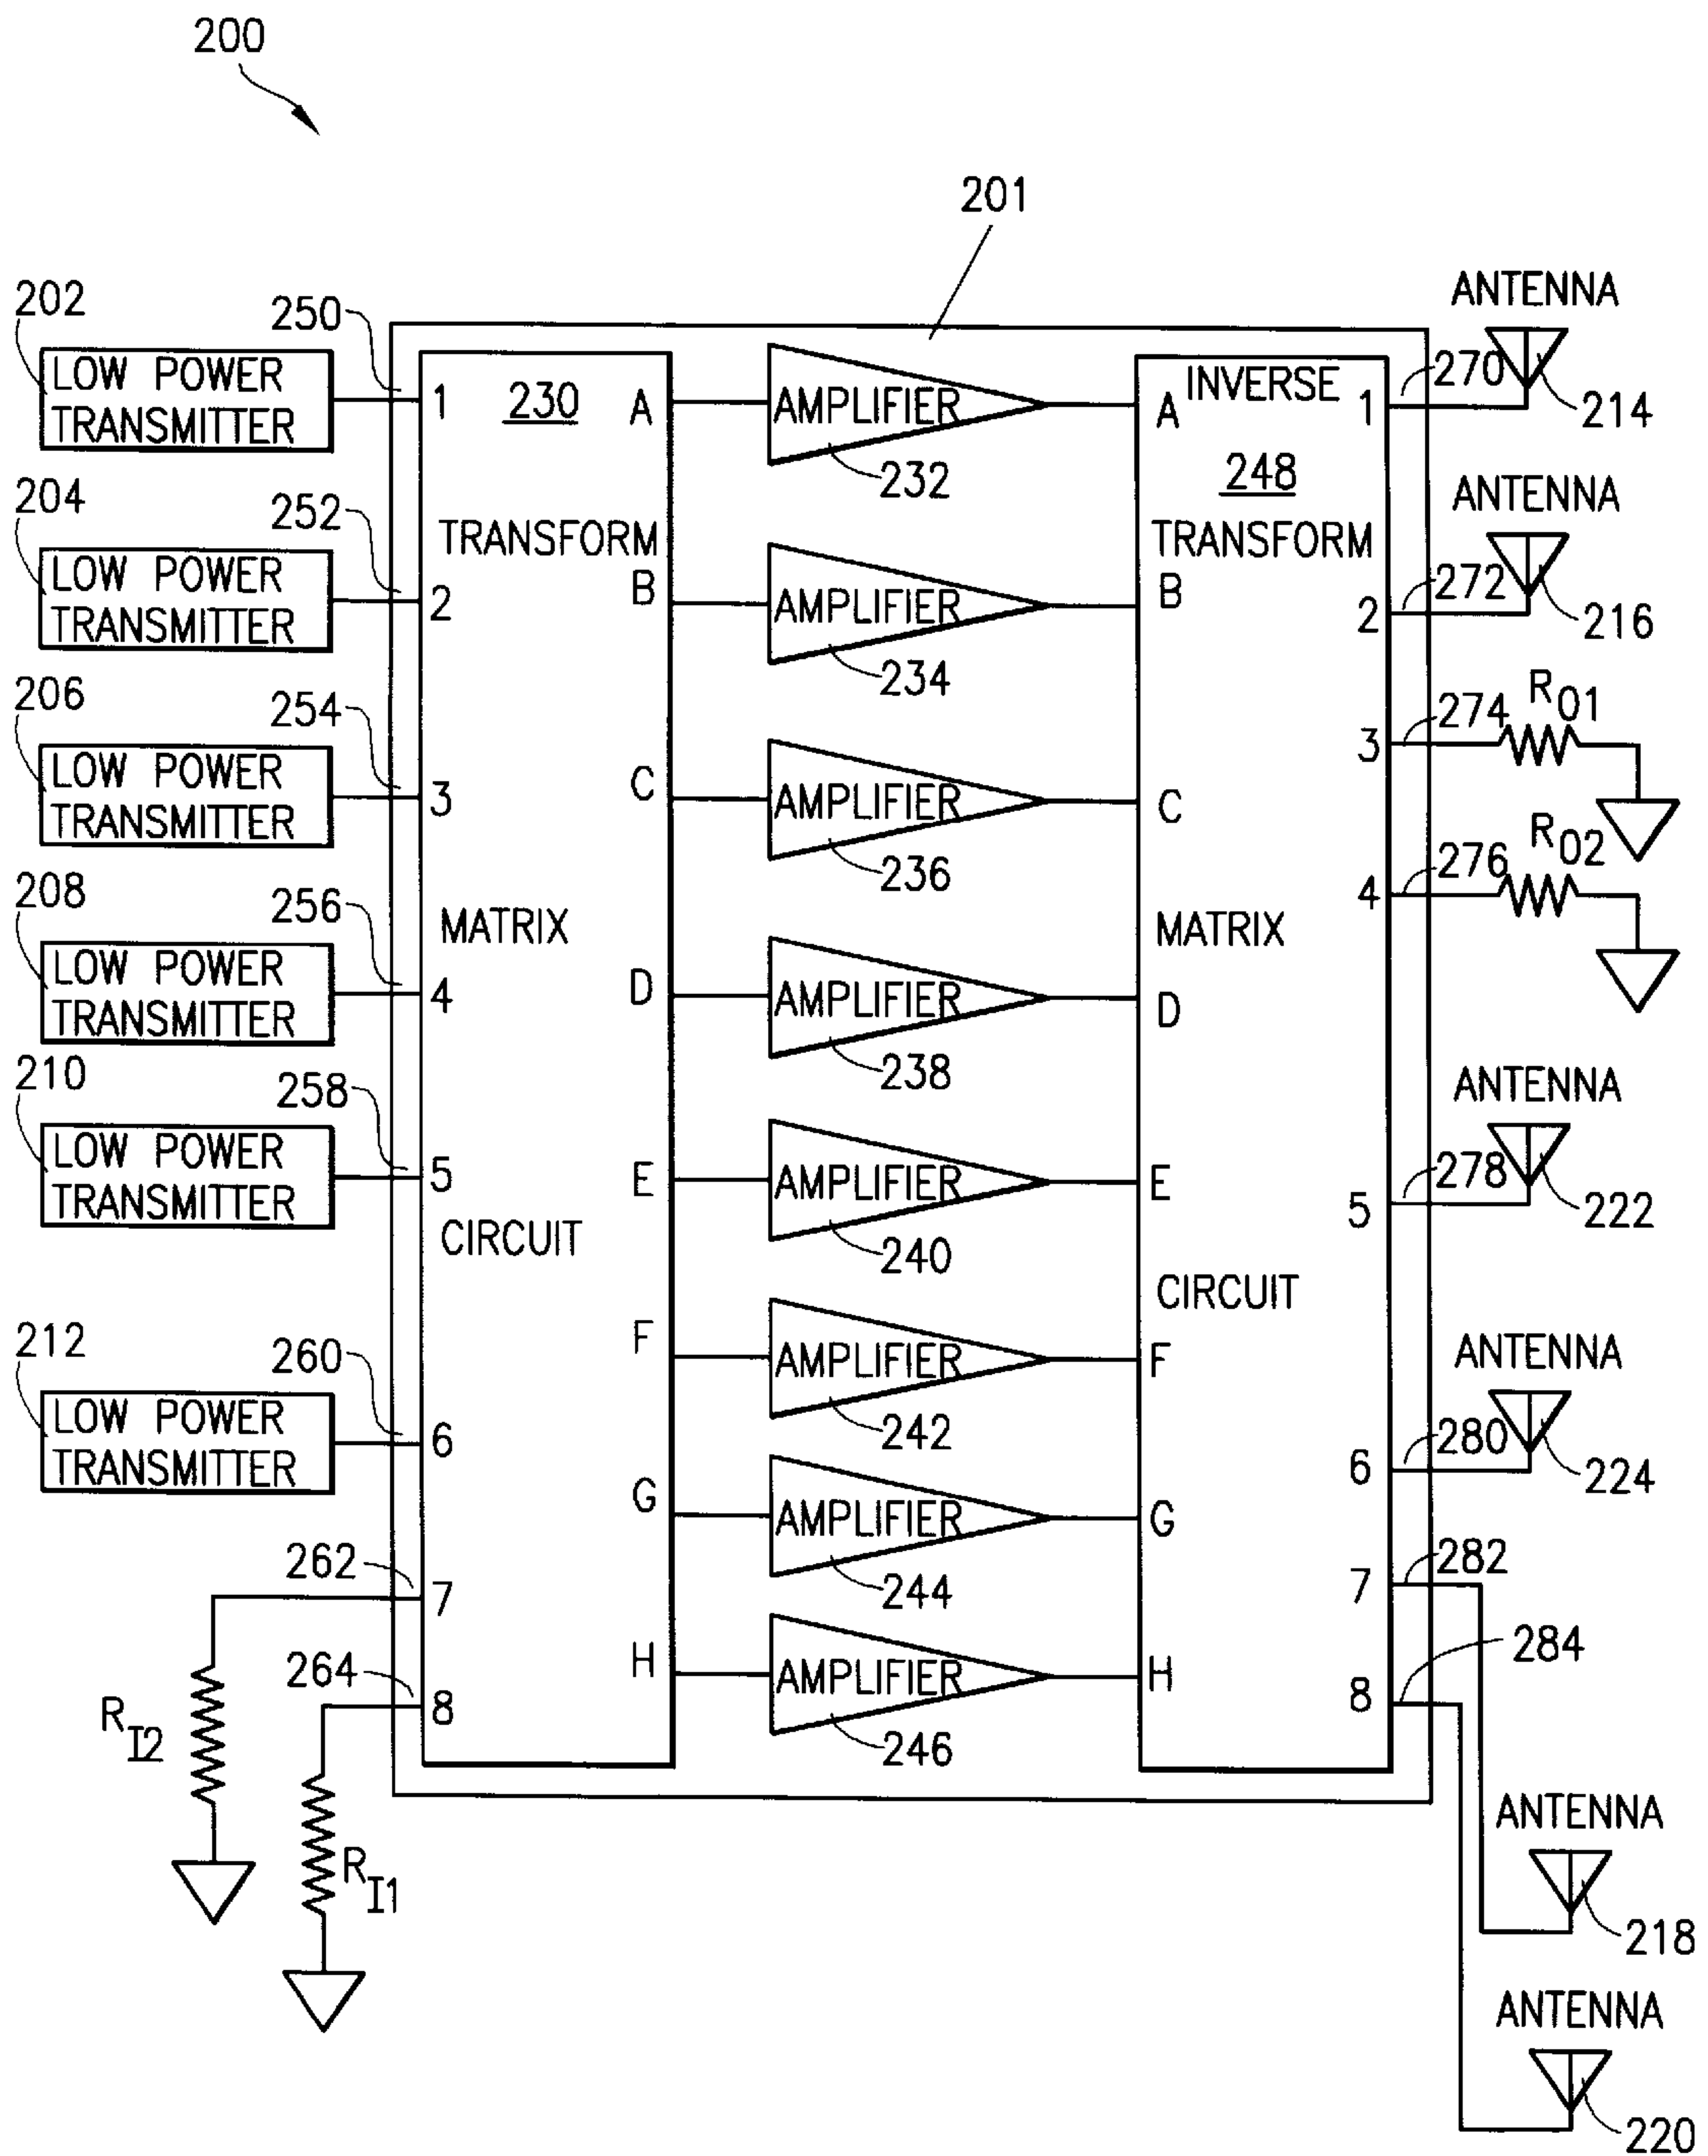 200
201
202
LOW POWER
TRANSMITTER
250
1
230
A
AMPLIFIER
232
A
INVERSE
1
270
ANTENNA
214
204
LOW POWER
TRANSMITTER
252
2
TRANSFORM
B
AMPLIFIER
234
248
TRANSFORM
B
2
272
ANTENNA
216
206
LOW POWER
TRANSMITTER
254
3
C
AMPLIFIER
236
C
3
274
RO1
208
LOW POWER
TRANSMITTER
256
4
MATRIX
D
AMPLIFIER
238
MATRIX
D
4
276
RO2
210
LOW POWER
TRANSMITTER
258
5
CIRCUIT
E
AMPLIFIER
240
E
5
278
ANTENNA
222
212
LOW POWER
TRANSMITTER
260
6
F
AMPLIFIER
242
CIRCUIT
F
6
280
ANTENNA
224
262
7
G
AMPLIFIER
244
G
7
282
264
8
H
AMPLIFIER
246
H
8
284
RI2
RI1
ANTENNA
218
ANTENNA
220